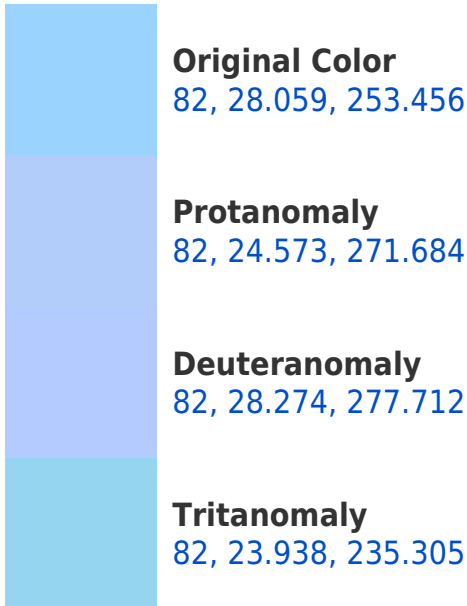 Original Color
82, 28.059, 253.456
Protanomaly
82, 24.573, 271.684
Deuteranomaly
82, 28.274, 277.712
Tritanomaly
82, 23.938, 235.305